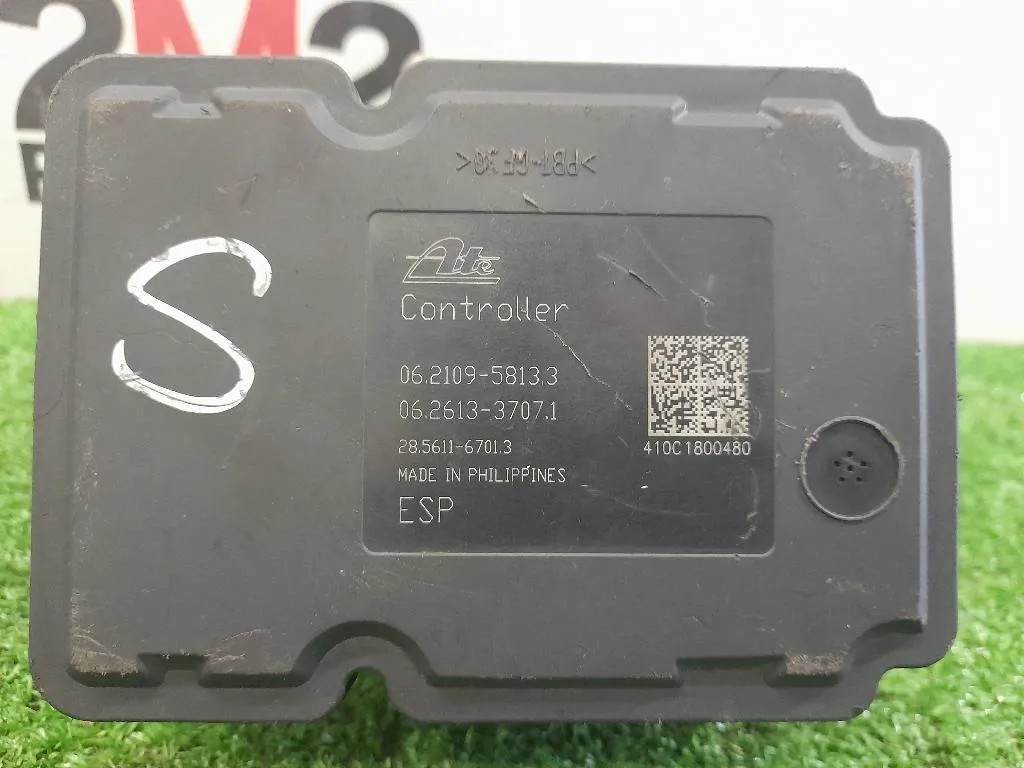 2M2
>PBT-GF30<
S
Ate
Controller
06.2109-5813.3
06.2613-3707.1
28.5611-6701.3
410C1800480
MADE IN PHILIPPINES
ESP